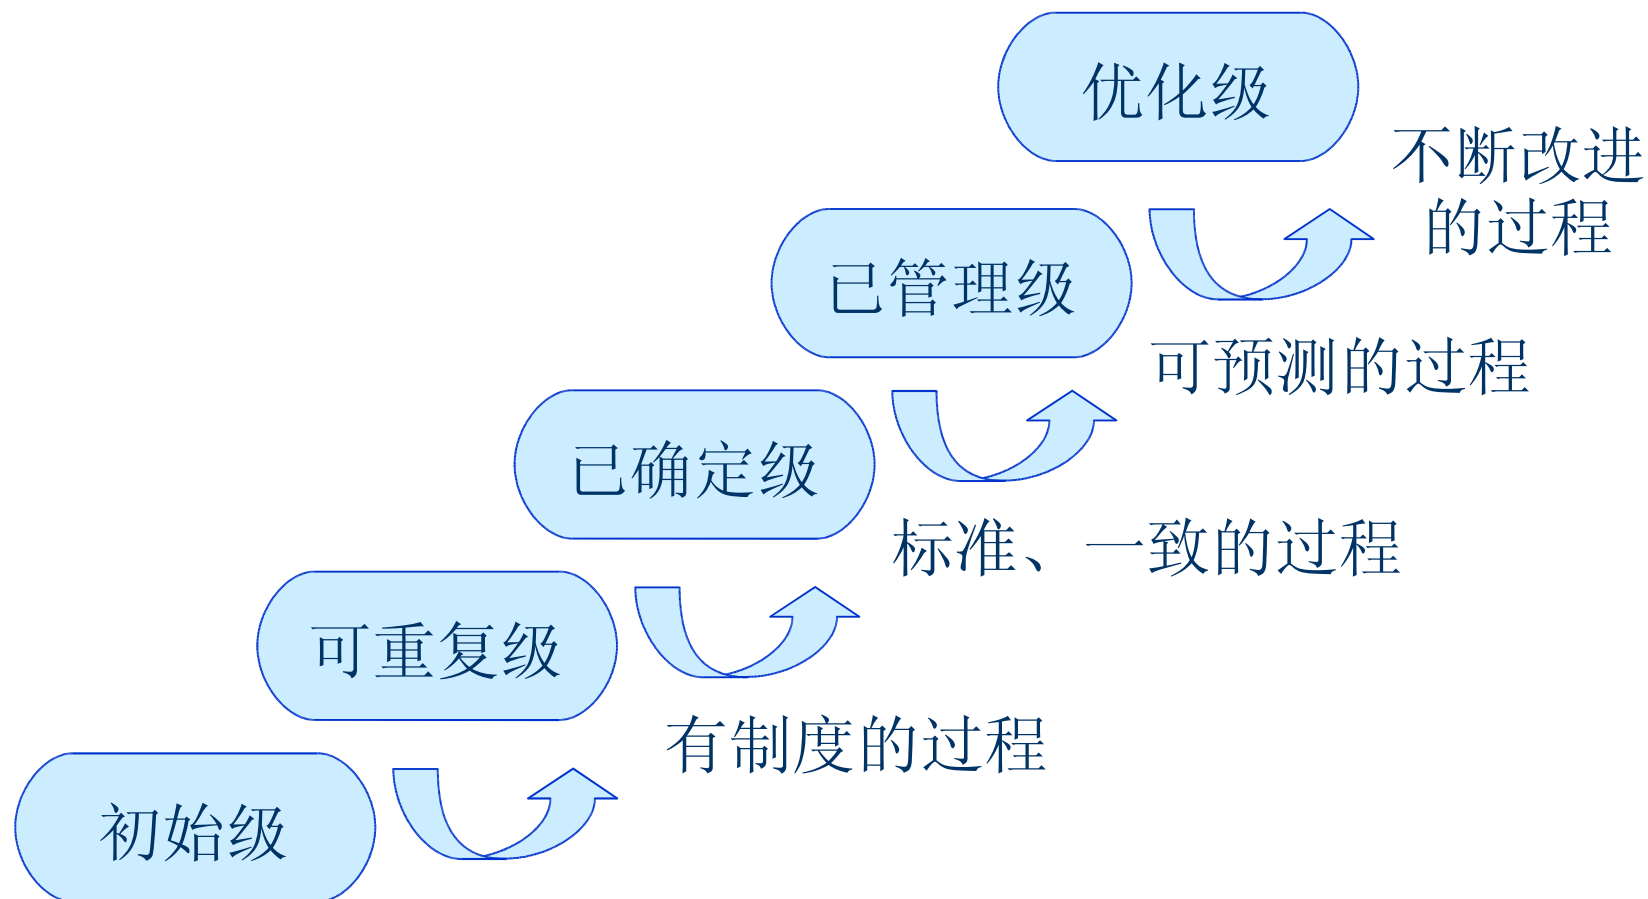 优化级
不断改进
的过程
已管理级
可预测的过程
已确定级
标准、一致的过程
可重复级
有制度的过程
初始级